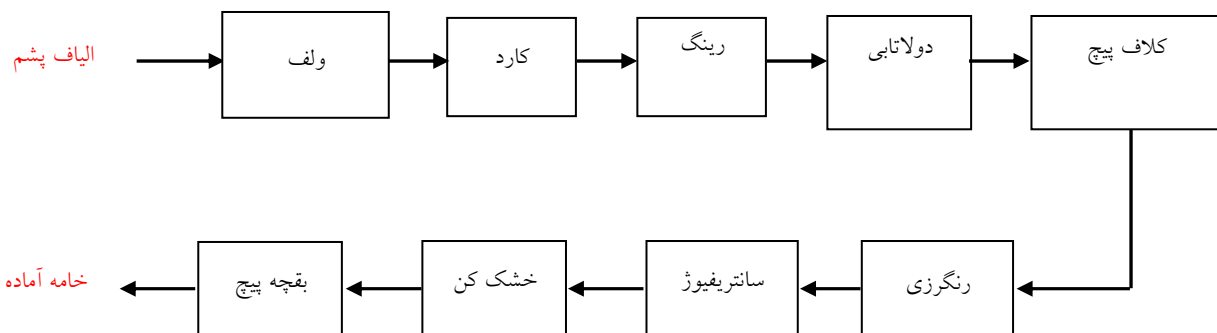 الیاف پشم
ولف
کارد
رینگ
دولاتابی
کلاف پیچ
رنگرزی
سانتریفیوژ
خشک کن
بقچه پیچ
خامه آماده